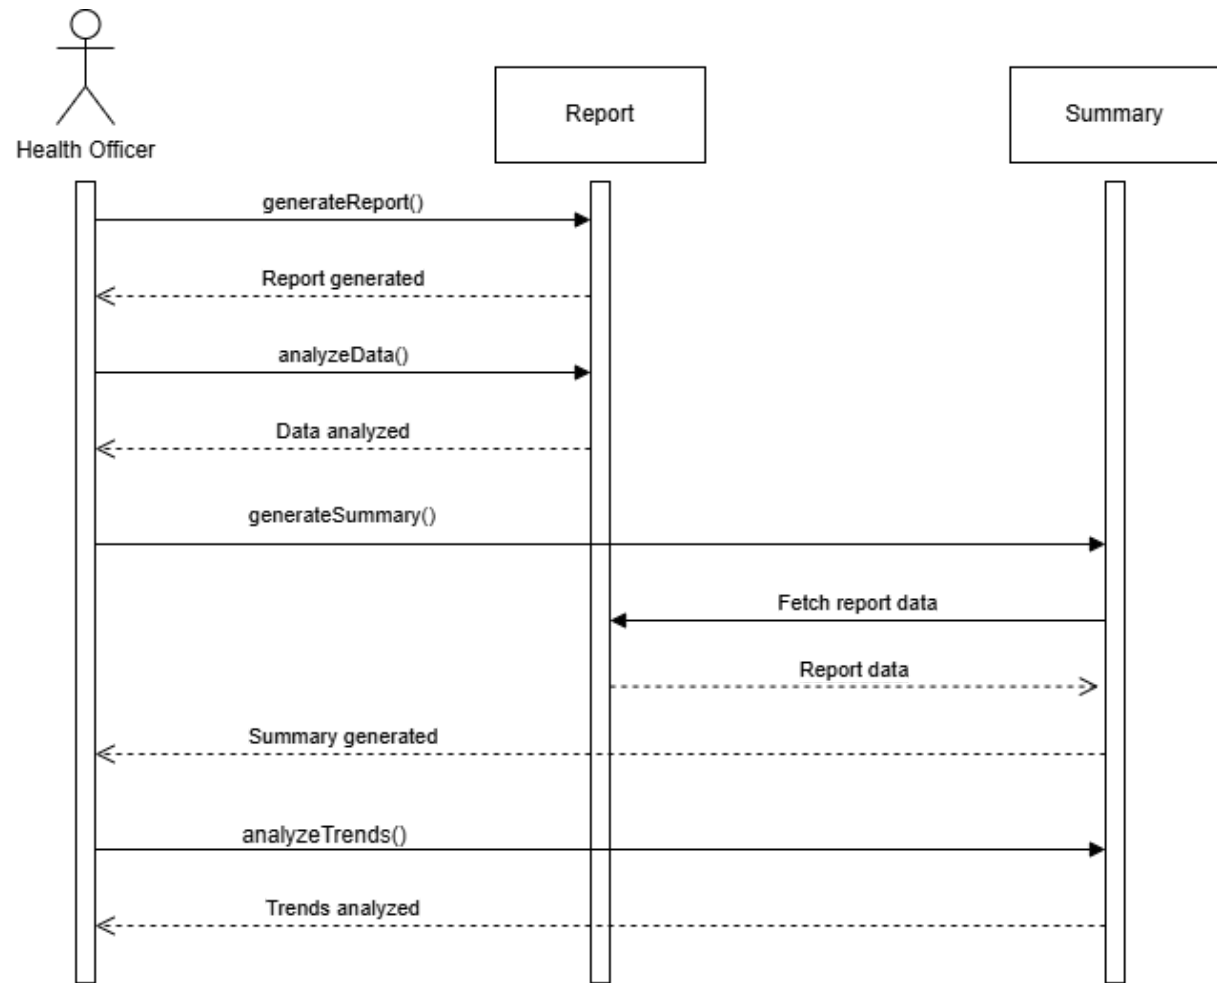 Health Officer
Report
Summary
generateReport()
Report generated
analyzeData()
Data analyzed
generateSummary()
Fetch report data
Report data
Summary generated
analyzeTrends()
Trends analyzed